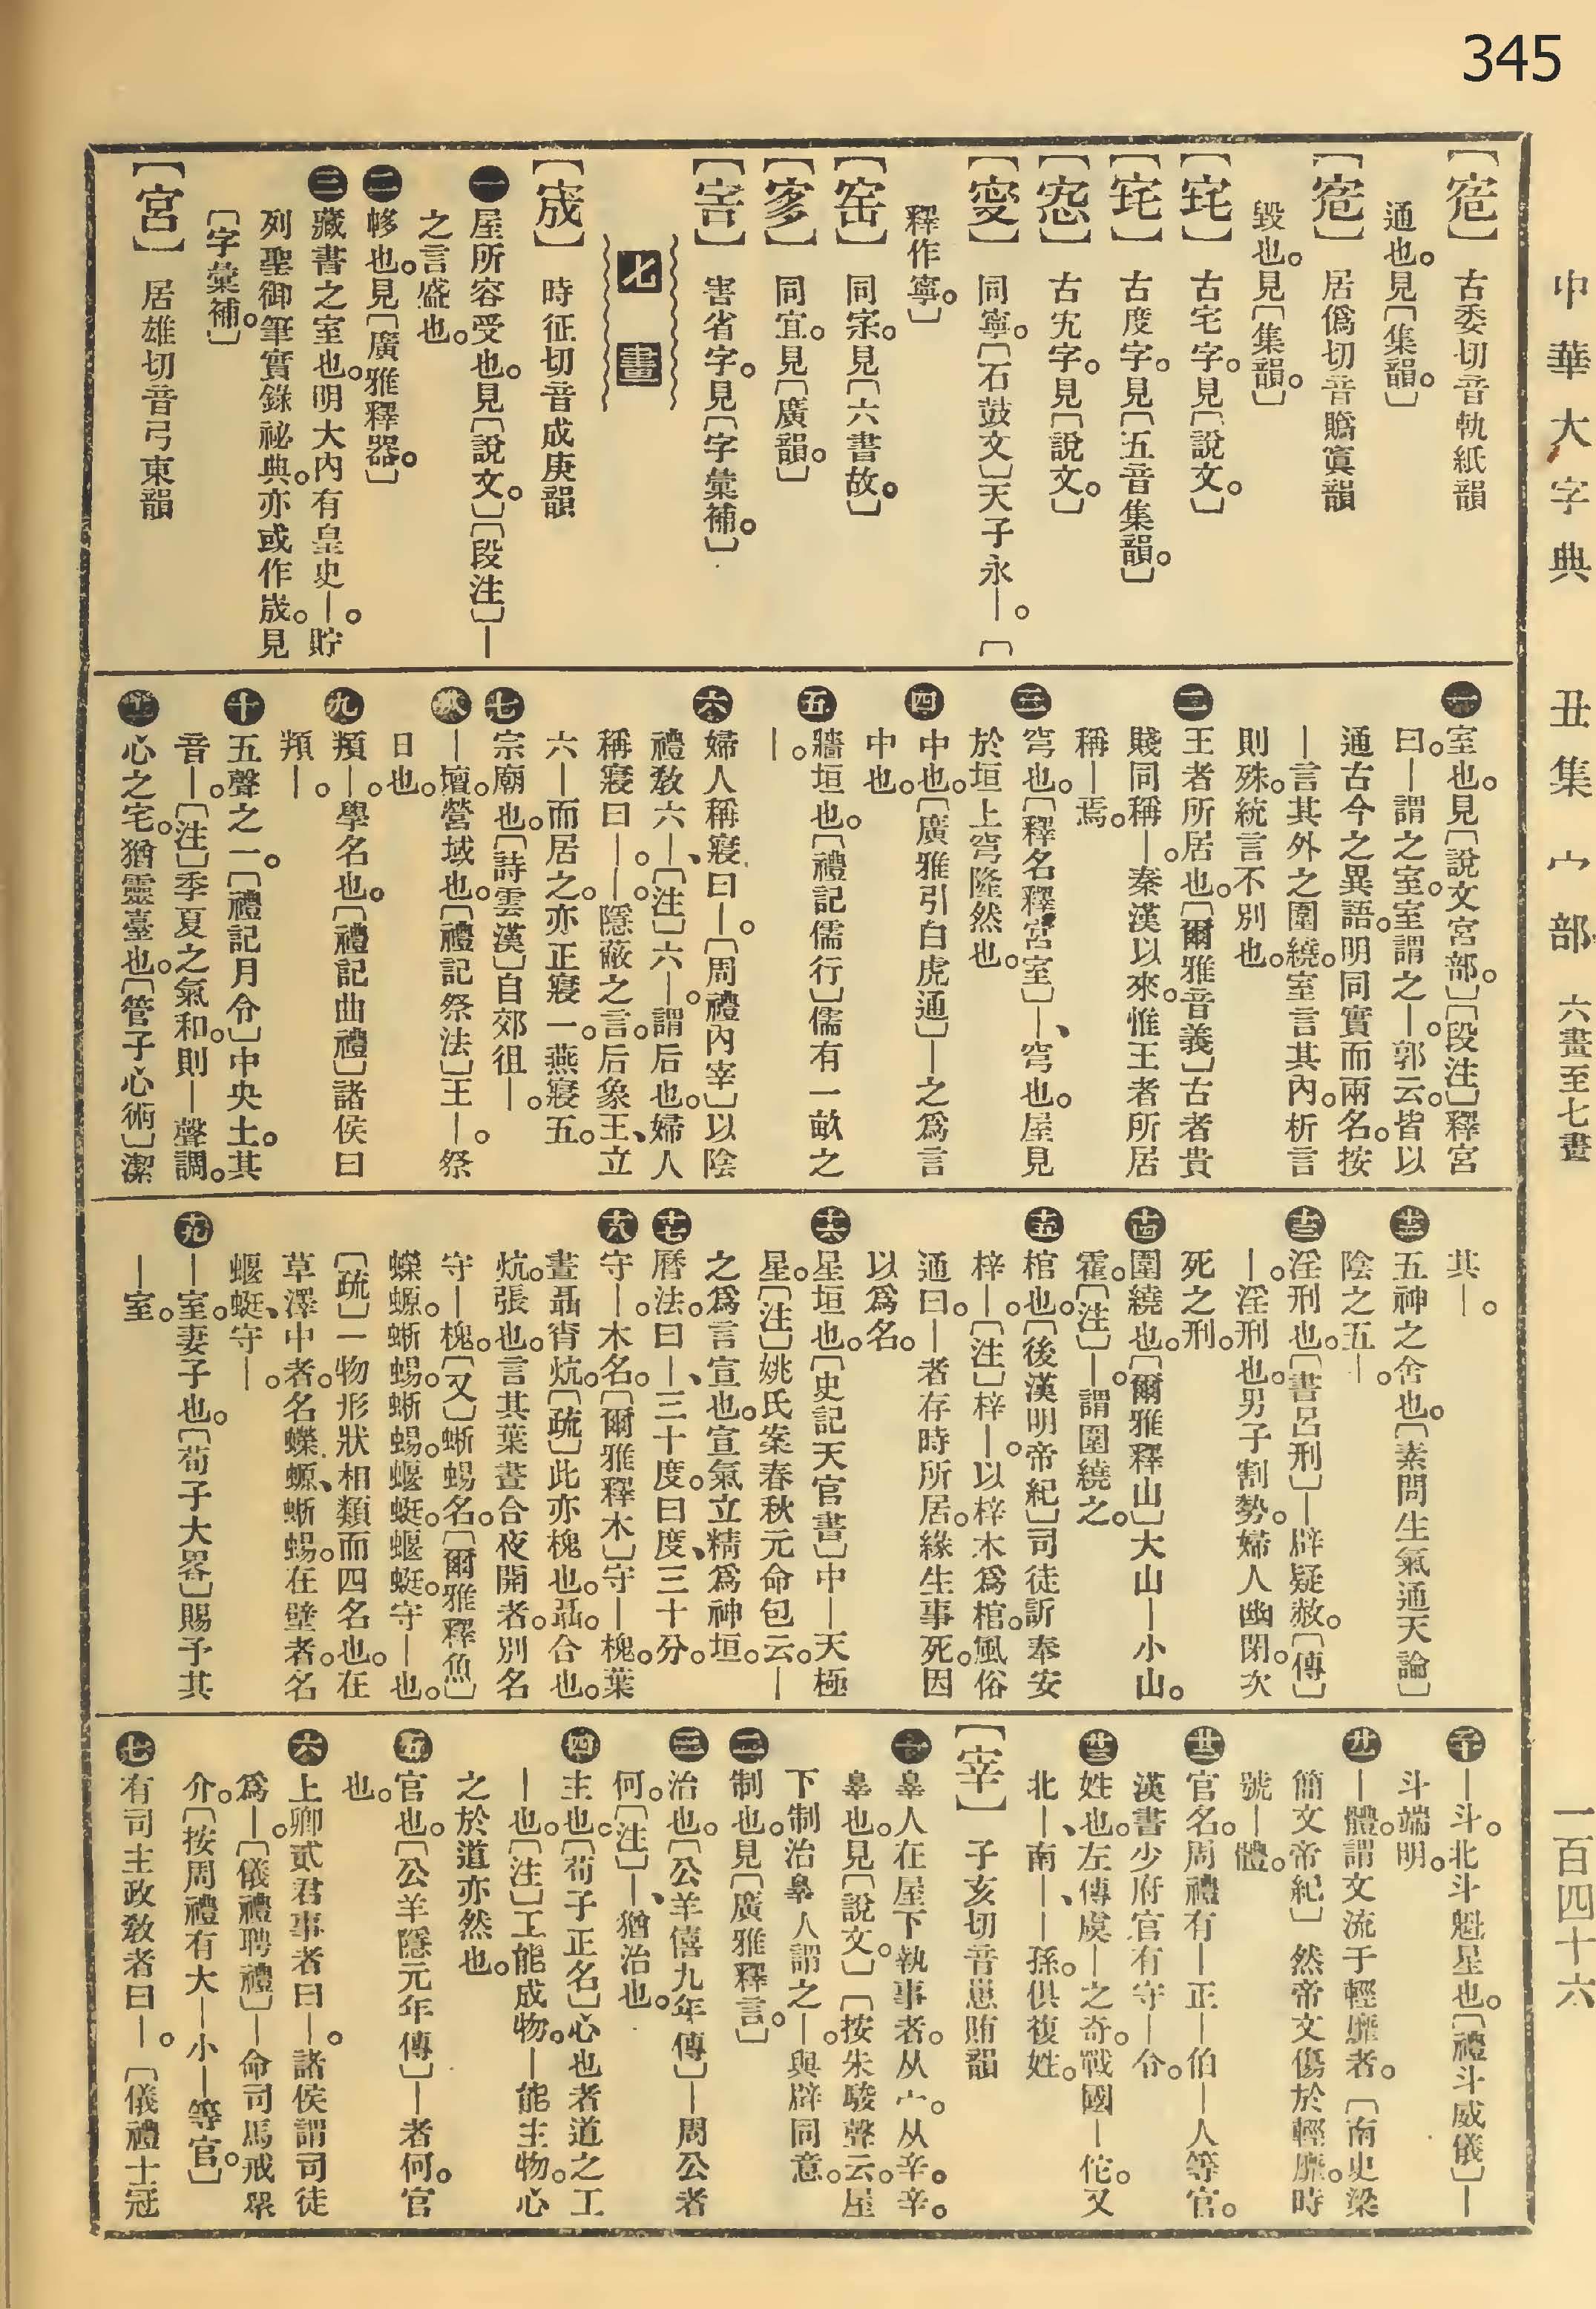 345
中華大字典　丑集　宀部　六畫至七畫　一百四十六
【宧】　古委切音軌紙韻
通也。見〔集韻。〕
　居僞切音贎寘韻
毀也。見〔集韻。〕
【宅】　古宅字。見〔說文。〕
【宅】　古度字。見〔五音集韻。〕
　古宄字。見〔說文。〕
　同寧。〔石鼓文〕天子永—。〔
釋作寧。〕
　同宗。見〔六書故。〕
　同宜。見〔廣韻。〕
　害省字。見〔字彙補。〕
七畫
【宬】　時征切音成庚韻
一屋所容受也。見〔說文。〕〔段注〕—
之言盛也。
二㡏也。見〔廣雅釋器。〕
三藏書之室也。明大內有皇史—。貯
列聖御筆實錄祕典。亦或作宬。見
〔字彙補。〕
【宮】　居雄切音弓東韻
一室也。見〔說文宮部。〕〔段注〕釋宮
曰。—謂之室。室謂之—。郭云。皆以
通古今之異語。明同實而兩名。按
—言其外之圍繞。室言其內。析言
則殊。統言不別也。
二王者所居也。〔爾雅音義〕古者貴
賤同稱—。秦漢以來。惟王者所居
稱—焉。
三穹也。〔釋名釋宮室〕—、穹也。屋見
於垣上穹隆然也。
四中也。〔廣雅引白虎通〕—之爲言
中也。
五牆垣也。〔禮記儒行〕儒有一畝之
—。
六婦人稱寢曰—。〔周禮內宰〕以陰
禮敎六—、〔注〕六—。謂后也。婦人
稱寢曰—。—。隱蔽之言。后象王、立
六—而居之。亦正寢一。燕寢五。
七宗廟也。〔詩雲漢〕自郊徂—。
八—。壇營域也。〔禮記祭法〕王—。祭
日也。
九頖—。學名也。〔禮記曲禮〕諸侯曰
頖—。
十五聲之一。〔禮記月令〕中央土。其
音—。〔注〕季夏之氣和。則—聲調。
十一心之宅。猶靈臺也。〔管子心術〕潔
其—。
十二五神之舍也。〔素問生氣通天論〕
陰之五—。
十三淫刑也。〔書呂刑〕—辟疑赦。〔傳〕
—。淫刑也。男子割勢。婦人幽閉。次
死之刑。
十四圍繞也。〔爾雅釋山〕大山—小山。
霍。〔注〕—。謂圍繞之。
十五棺也。〔後漢明帝紀〕司徒訢奉安
梓—。〔注〕梓—。以梓木爲棺。風俗
通曰。—者存時所居。緣生事死。因
以爲名。
十六星垣也。〔史記天官書〕中—天極
星。〔注〕姚氏案春秋元命包云。—
之爲言宣也。宣氣立精爲神垣。
十七曆法。曰—、三十度。曰度、三十分。
十八守—。木名。〔爾雅釋木〕守—槐。葉
晝聶宵炕。〔疏〕此亦槐也。聶。合也。
炕。張也。言其葉晝合夜開者。別名
守—槐。〔又〕蜥蜴名。〔爾雅釋魚〕
蠑螈。蜥蜴。蜥蜴。蝘蜓。蝘蜓。守—也。
〔疏〕一物形狀相類而四名也。在
草澤中者。名蠑螈、蜥蜴。在壁者。名
蝘蜓、守—。
十九—室。妻子也。〔荀子大畧〕賜予其
—室。
二十—斗。北斗魁星也。〔禮斗威儀〕—
斗端明。
廿一—體。謂文流于輕靡者。〔南史梁
簡文帝紀〕然帝文傷於輕靡。時
號—體。
廿二官名。周禮有—正—伯—人等官。
漢書少府官有守—令。
廿三姓也。左傳虞—之奇。戰國—佗。又
北—、南—、—孫。俱複姓。
【宰】　子亥切音崽賄韻
一辠人在屋下執事者。从宀。从辛。辛。
辠也。見〔說文。〕〔按朱駿聲云。屋
下制治辠人謂之—。與辟同意。
二制也。見〔廣雅釋言。〕
三治也。〔公羊僖九年傳〕—周公者
何。〔注〕—、猶治也。
四主也。〔荀子正名〕心也者道之工
—也。〔注〕工能成物。—能主物。心
之於道亦然也。
五官也。〔公羊隱元年傳〕—者何。官
也。
六上卿貳君事者曰—。諸侯謂司徒
爲—。〔儀禮聘禮〕—命司馬戒衆
介。〔按周禮有大—小—等官。〕
七有司主政敎者曰—。〔儀禮士冠